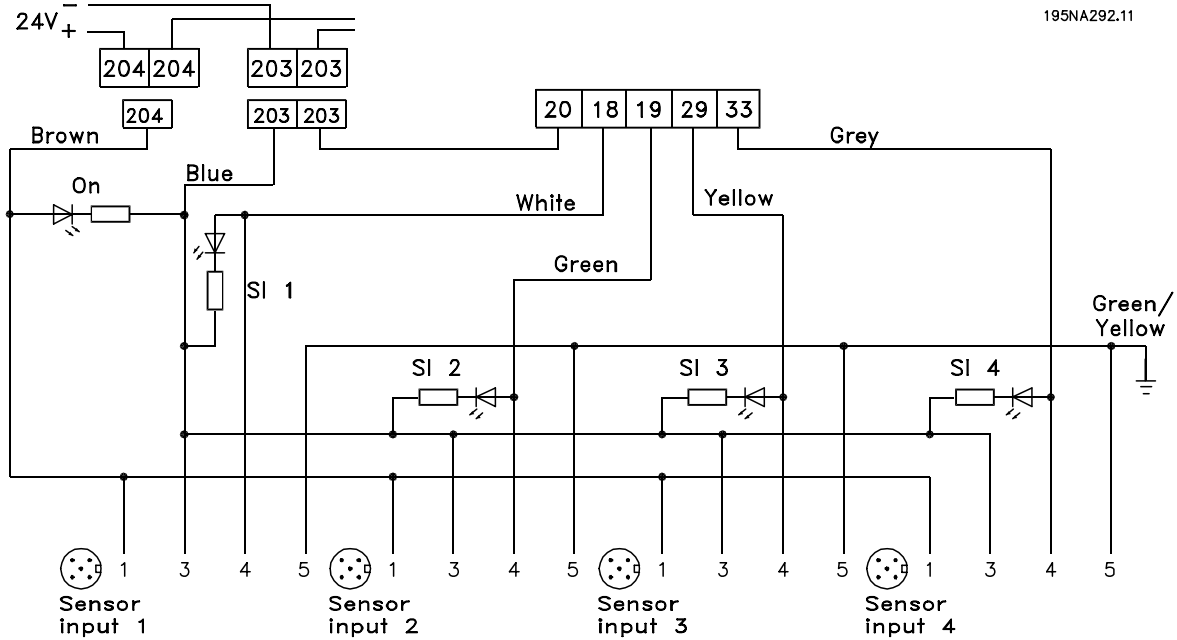 24V − +
195NA292.11
204 204 203 203
204 203 203
20 18 19 29 33
Brown
Grey
Blue
On
White
Yellow
Green
SI 1
Green/
Yellow
SI 2
SI 3
SI 4
1 3 4 5 1 3 4 5 1 3 4 5 1 3 4 5
Sensor
input 1
Sensor
input 2
Sensor
input 3
Sensor
input 4